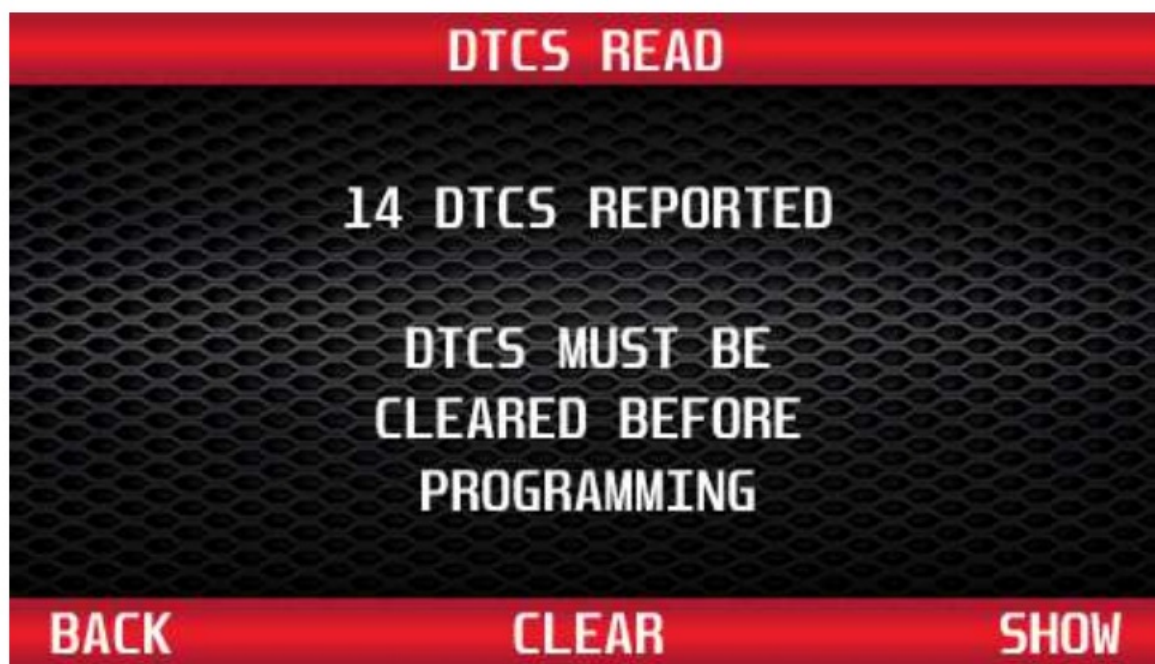 DTCS READ
14 DTCS REPORTED
DTCS MUST BE
CLEARED BEFORE
PROGRAMMING
BACK CLEAR SHOW